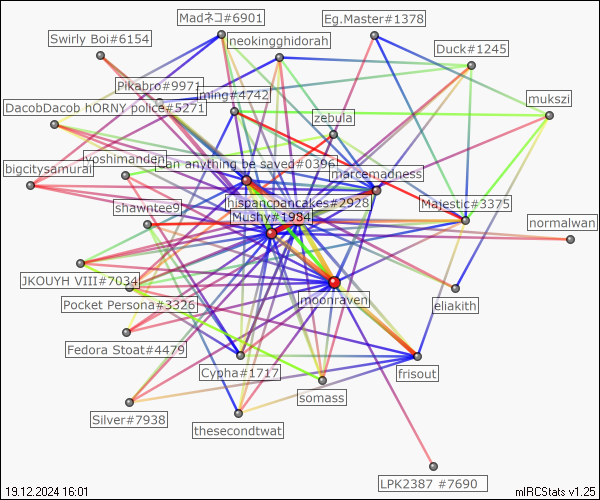 Madネコ#6901
Eg.Master#1378
Swirly Boi#6154
neokingghidorah
Duck#1245
Pikabro#9971
ming#4742
mukszi
DacobDacob hORNY police#5271
zebula
yoshimanden
can anything be saved#0396
bigcitysamurai
marcemadness
shawntee9
hispancpancakes#2928
Majestic#3375
Mushy#1984
normalwan
JKOUYH VIII#7034
moonraven
Pocket Persona#3326
eliakith
Fedora Stoat#4479
Cypha#1717
frisout
somass
Silver#7938
thesecondtwat
LPK2387 #7690
19.12.2024 16:01
mIRCStats v1.25